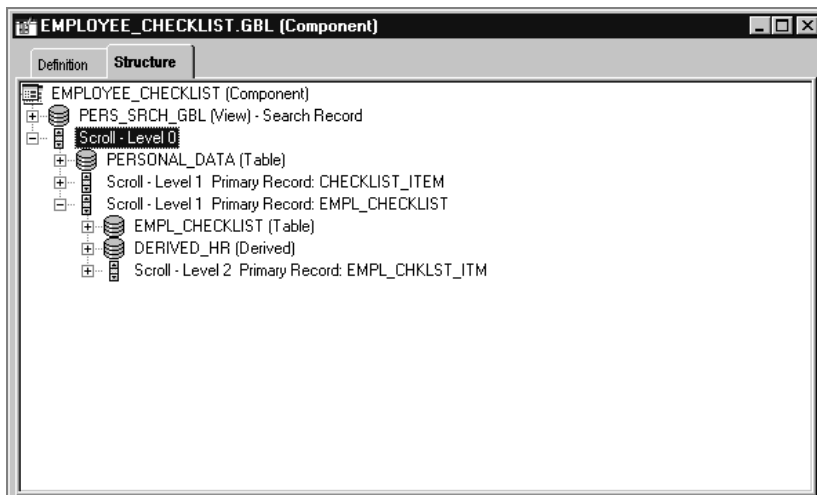 EMPLOYEE_CHECKLIST.GBL (Component)
Definition Structure
EMPLOYEE_CHECKLIST (Component)
PERS_SRCH_GBL (View) - Search Record
Scroll - Level 0
PERSONAL_DATA (Table)
Scroll - Level 1 Primary Record: CHECKLIST_ITEM
Scroll - Level 1 Primary Record: EMPL_CHECKLIST
EMPL_CHECKLIST (Table)
DERIVED_HR (Derived)
Scroll - Level 2 Primary Record: EMPL_CHKLST_ITM